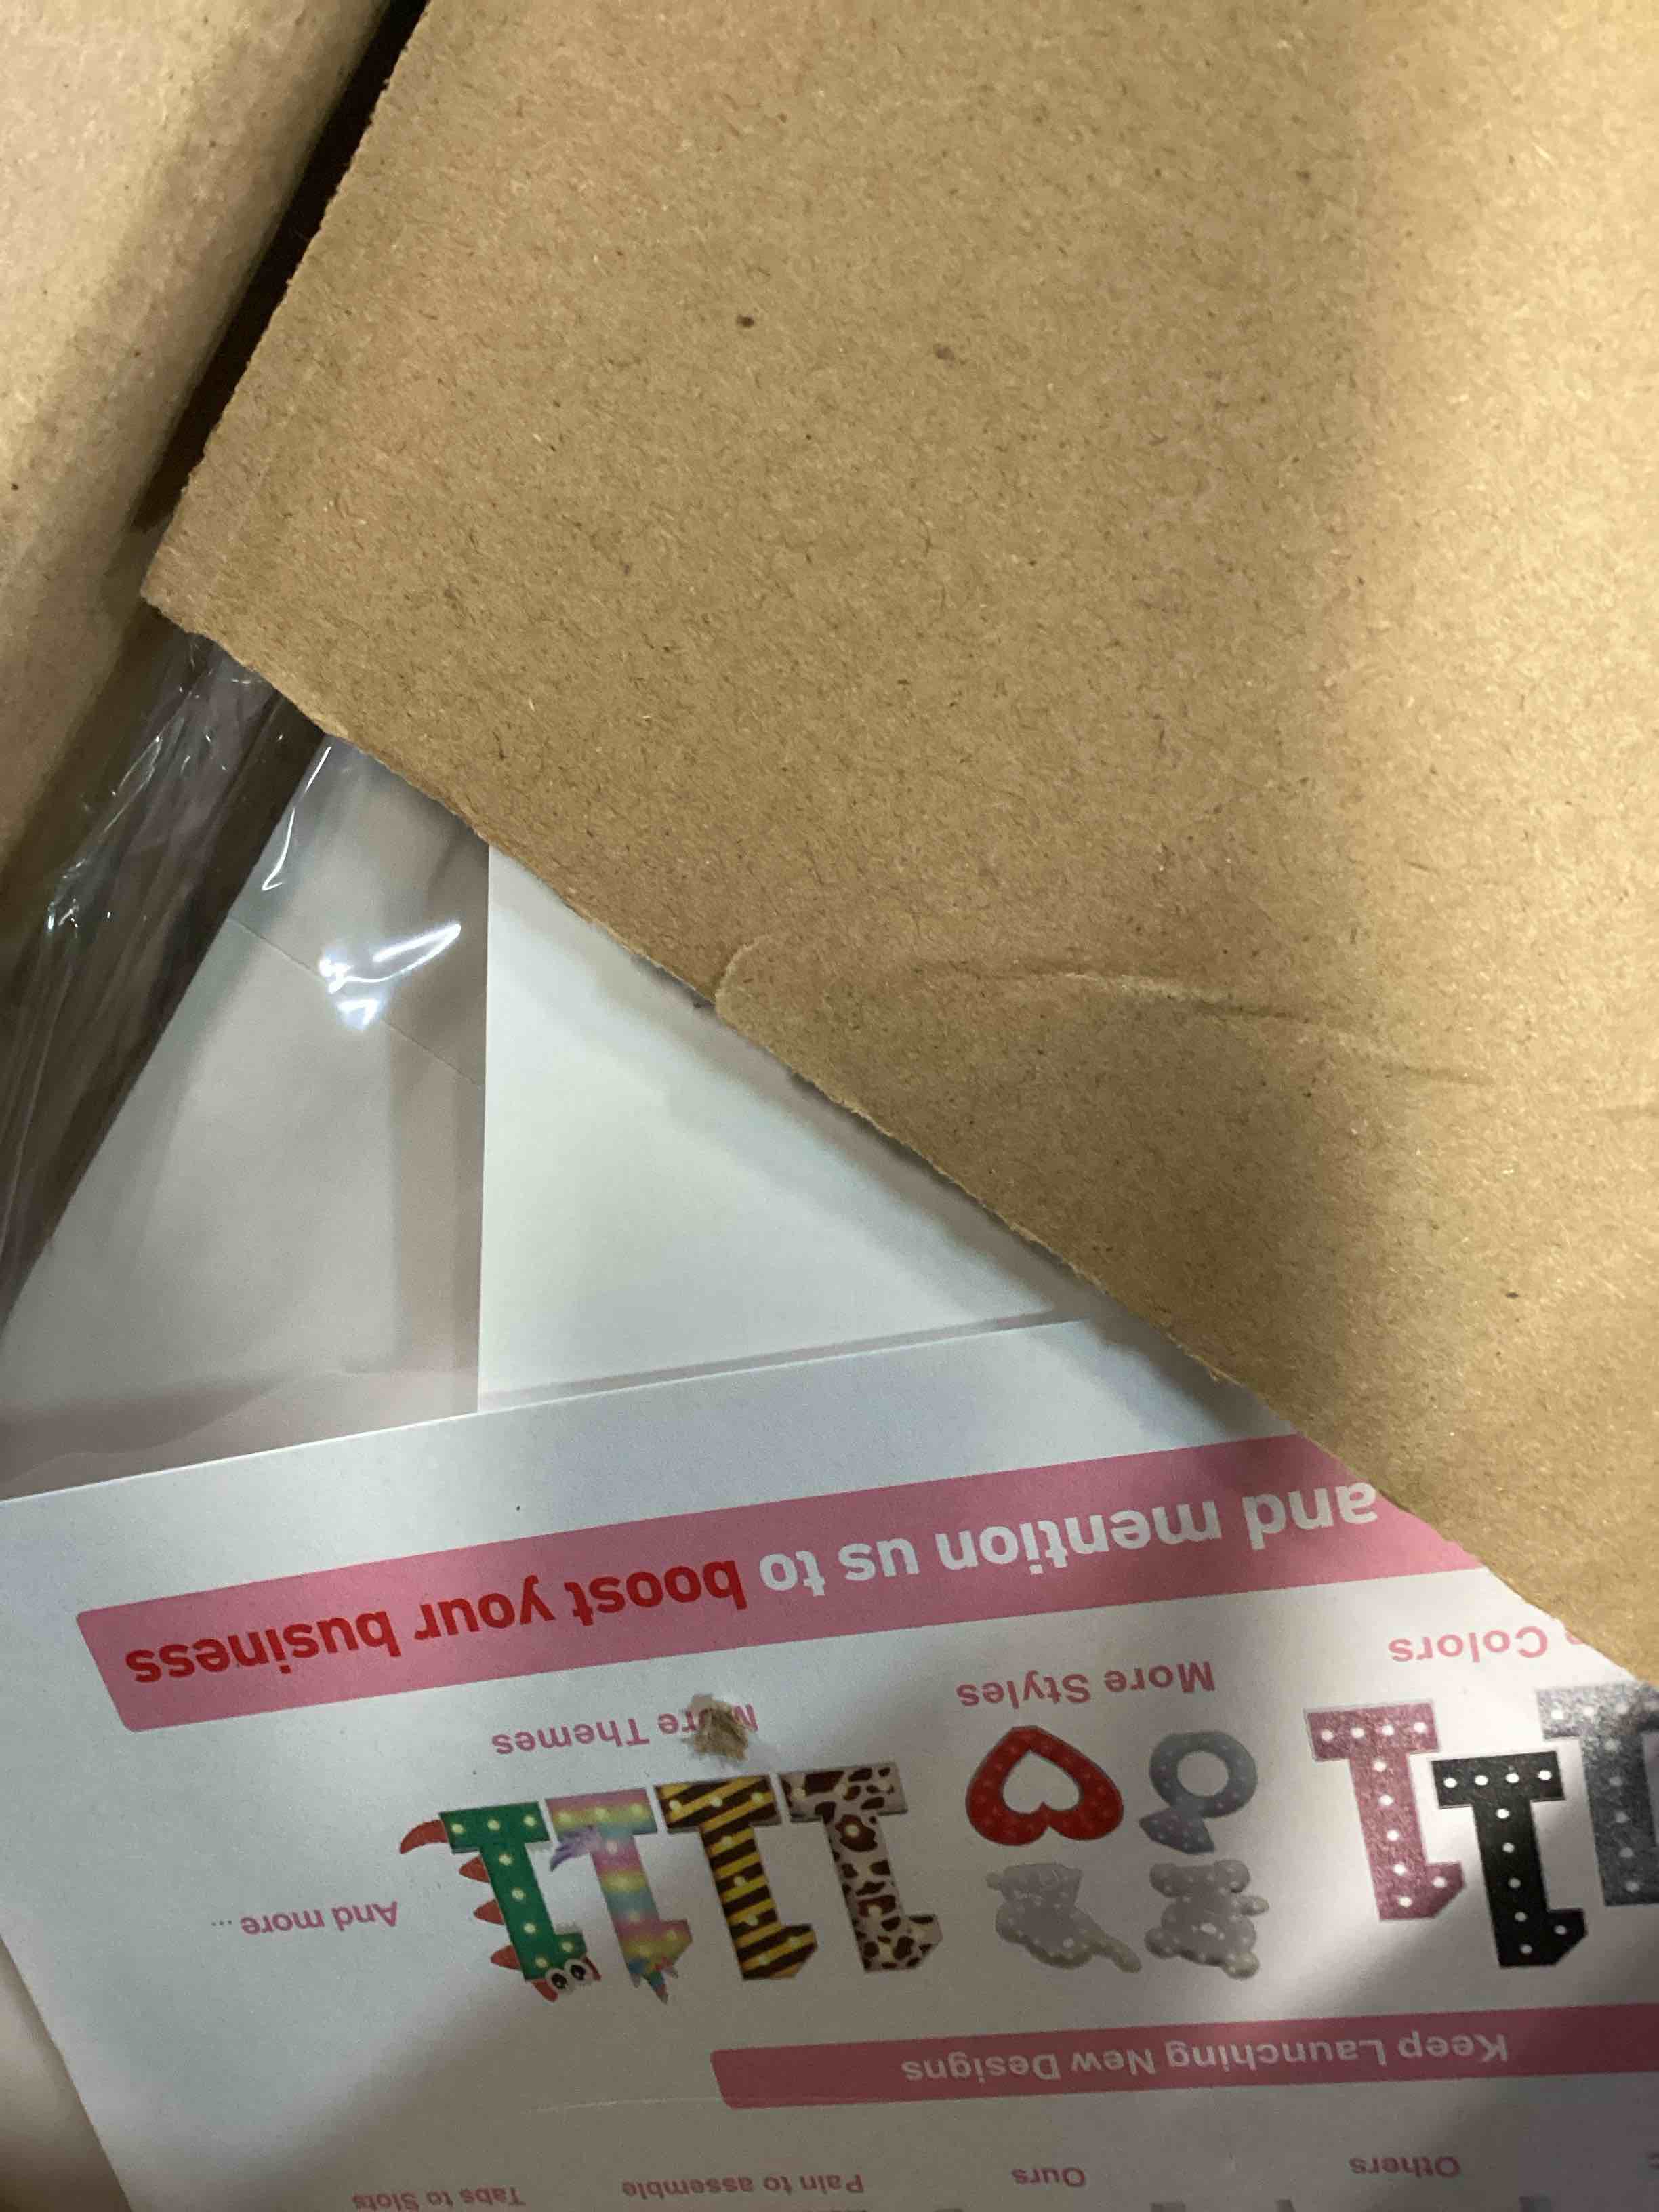 Tabs to Slots
Pain to assemble
Ours
Others
Keep Launching New Designs
Colors
More Styles
More Themes
And more ...
and mention us to boost your business